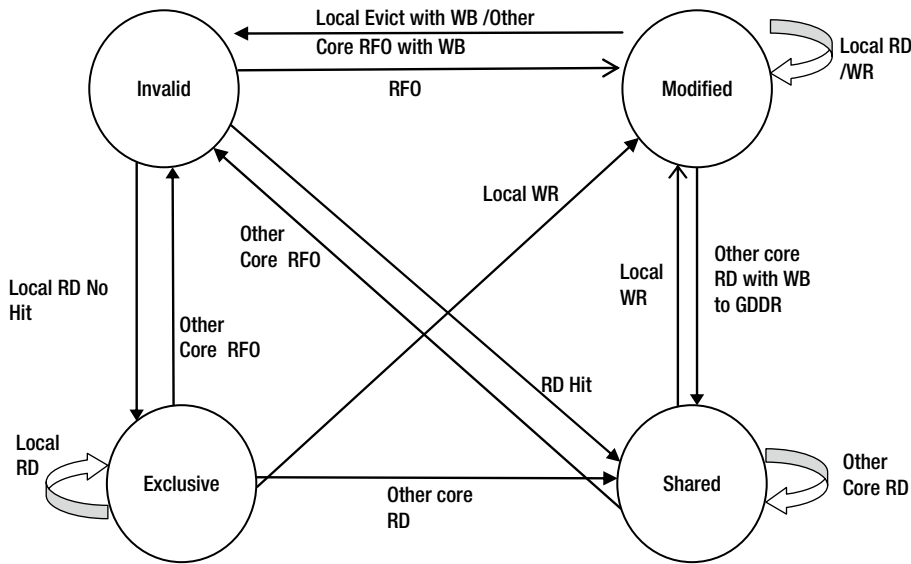 Local Evict with WB /Other
Core RFO with WB
RFO
Invalid
Modified
Local RD
/WR
Local WR
Other
Core RFO
Local RD No
Hit
Other
Core RFO
Local
WR
Other core
RD with WB
to GDDR
RD Hit
Local
RD
Exclusive
Other core
RD
Shared
Other
Core RD